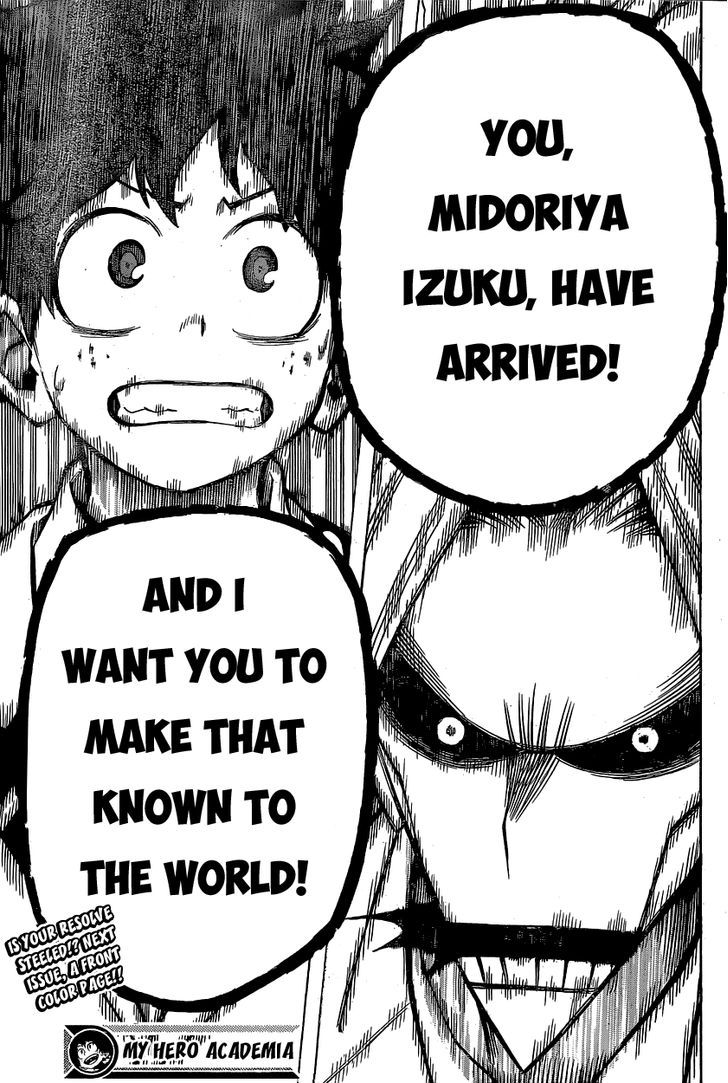 YOU,
MIDORIYA
IZUKU, HAVE
ARRIVED!
AND I
WANT YOU TO
MAKE THAT
KNOWN TO
THE WORLD!
IS YOUR RESOLVE
STEELED!? NEXT
ISSUE, A FRONT
COLOR PAGE!!
MY HERO ACADEMIA